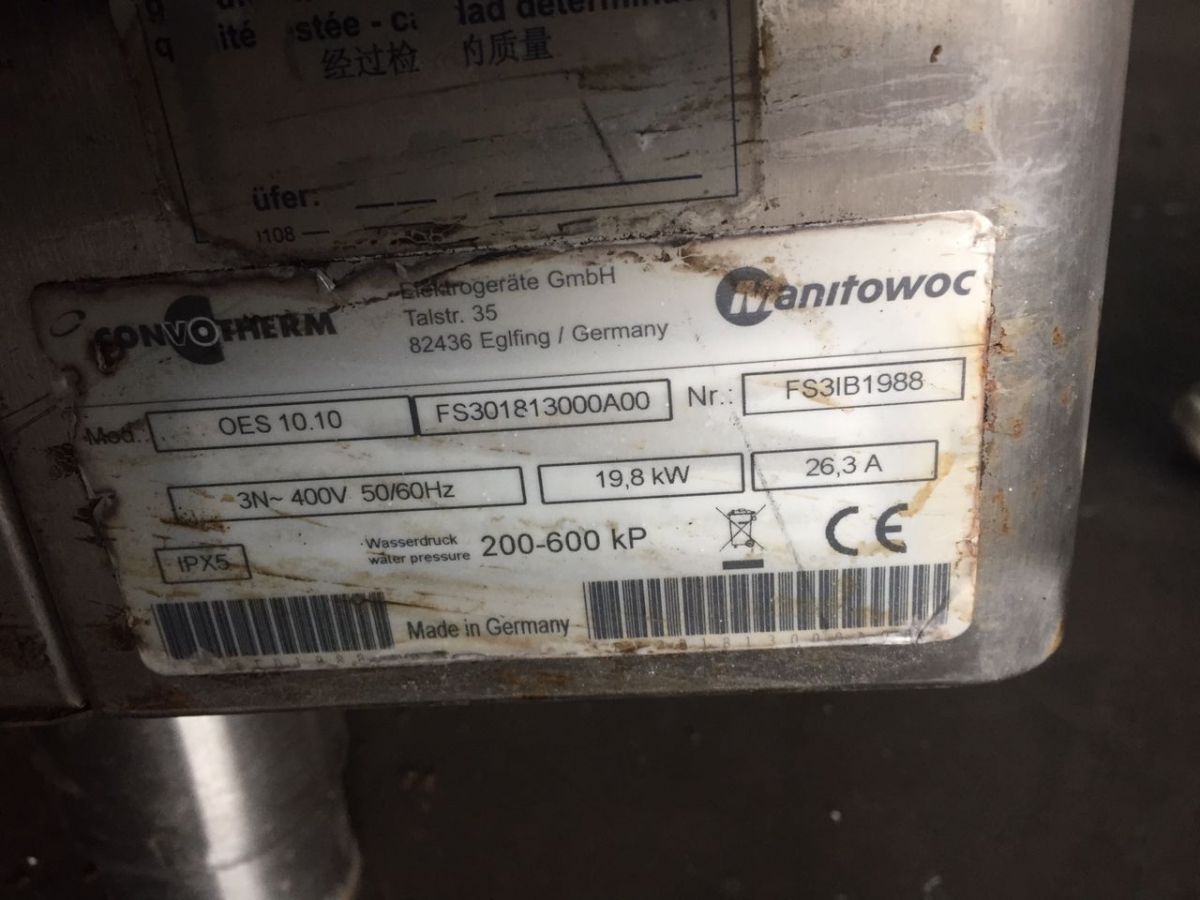 ité stée - c dad determin
经过检 的质量
üfer:
1108
CONVOTHERM
Elektrogeräte GmbH
Talstr. 35
82436 Eglfing / Germany
Manitowoc
Mod.: OES 10.10 FS301813000A00 Nr.: FS3IB1988
3N~ 400V 50/60Hz 19,8 kW 26,3 A
IPX5 Wasserdruck
water pressure 200-600 kP CE
Made in Germany